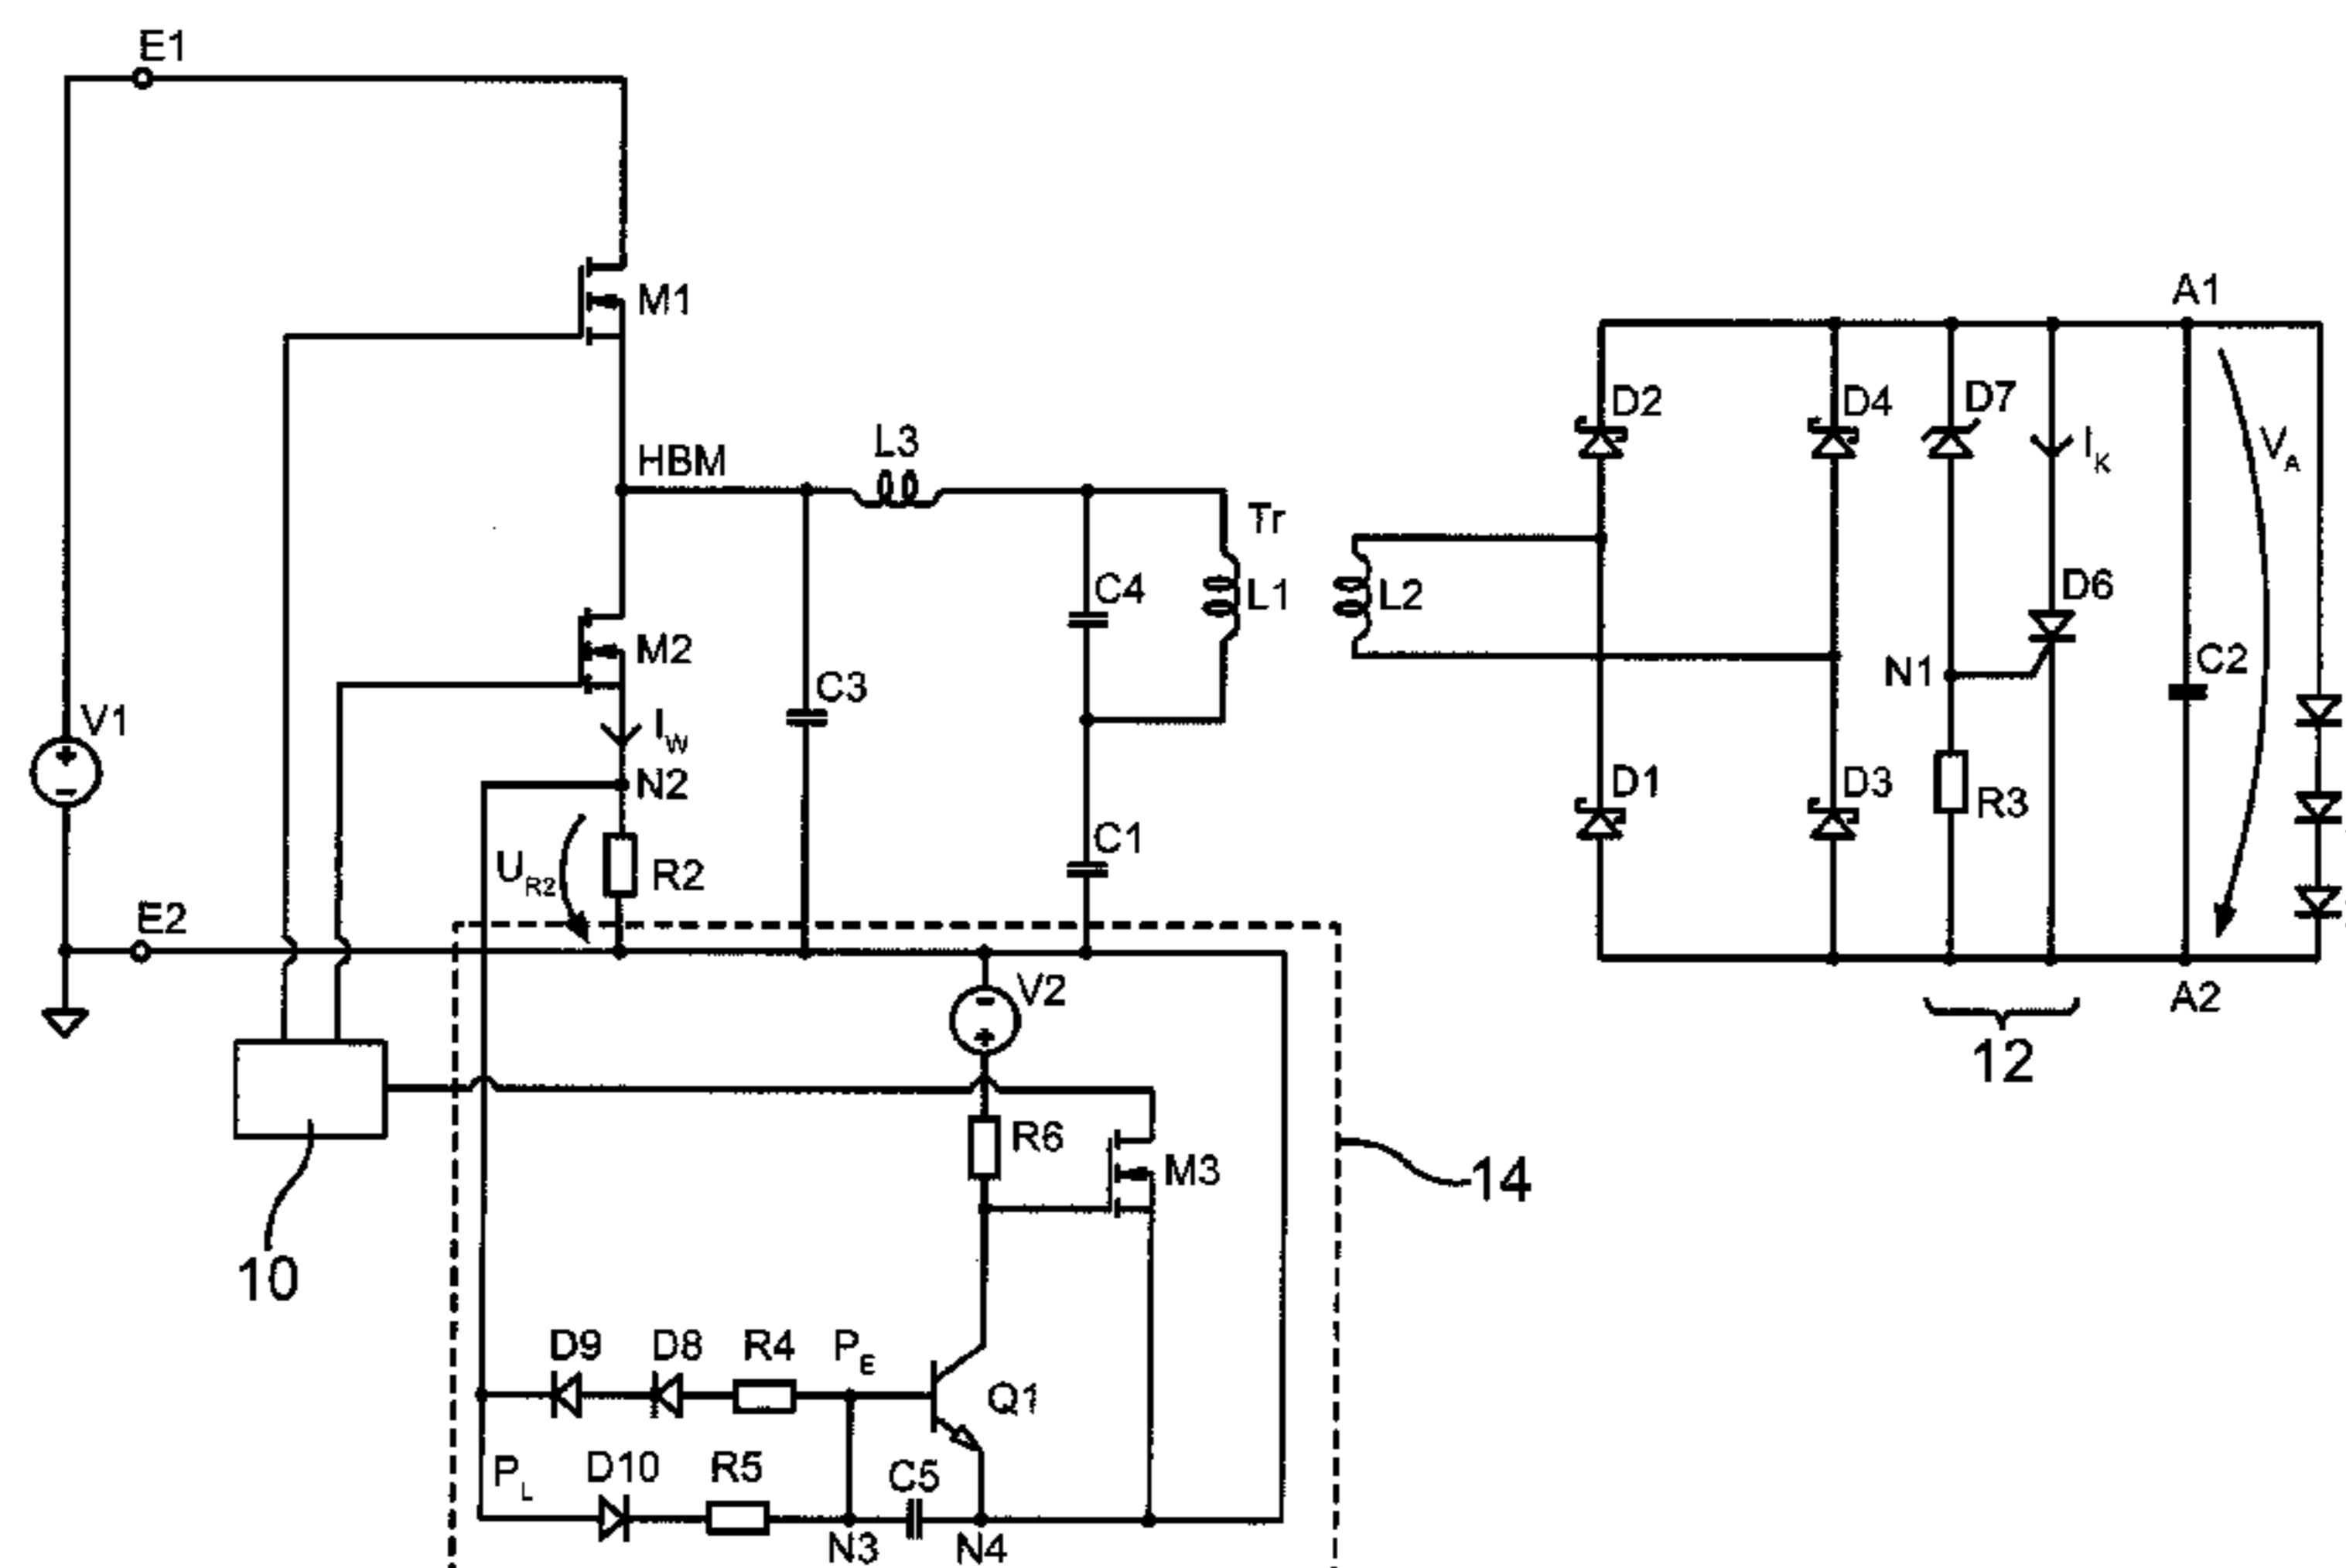 E1
M1
A1
D2
D4
D7
HBM
L3
I_K
V_A
Tr
C4
L1
L2
D6
M2
N1
C2
C3
V1
I_W
N2
D1
D3
R3
C1
U_R2
R2
E2
V2
A2
12
R6
M3
14
10
D9
D8
R4
P_E
Q1
P_L
D10
R5
C5
N3
N4